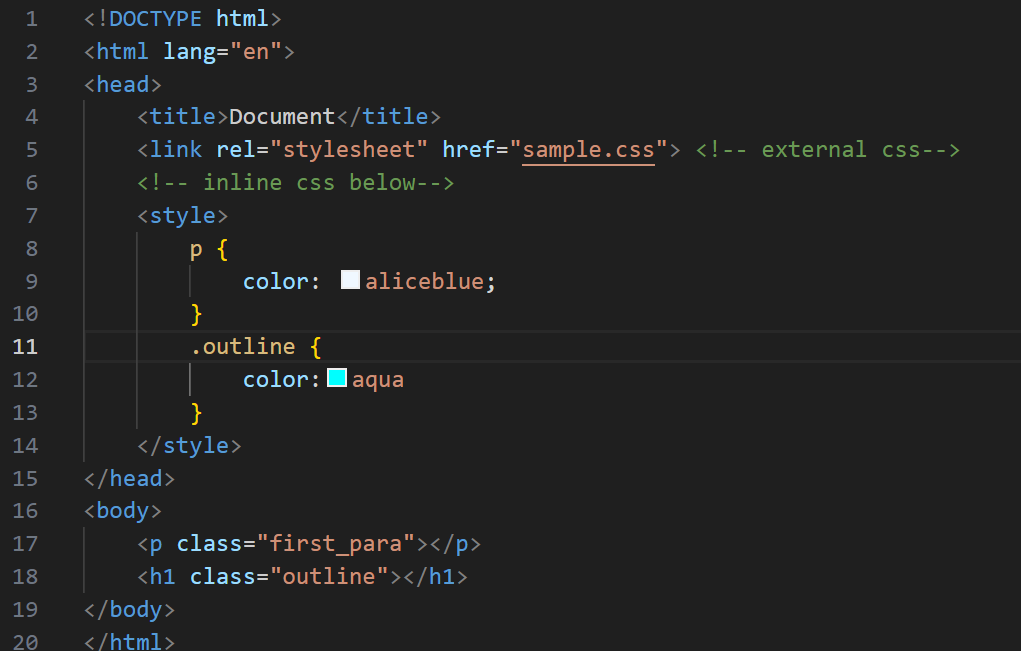 1 <!DOCTYPE html>
2 <html lang="en">
3 <head>
4     <title>Document</title>
5     <link rel="stylesheet" href="sample.css"> <!-- external css-->
6     <!-- inline css below-->
7     <style>
8         p {
9             color: aliceblue;
10         }
11         .outline {
12             color:aqua
13         }
14     </style>
15 </head>
16 <body>
17     <p class="first_para"></p>
18     <h1 class="outline"></h1>
19 </body>
20 </html>